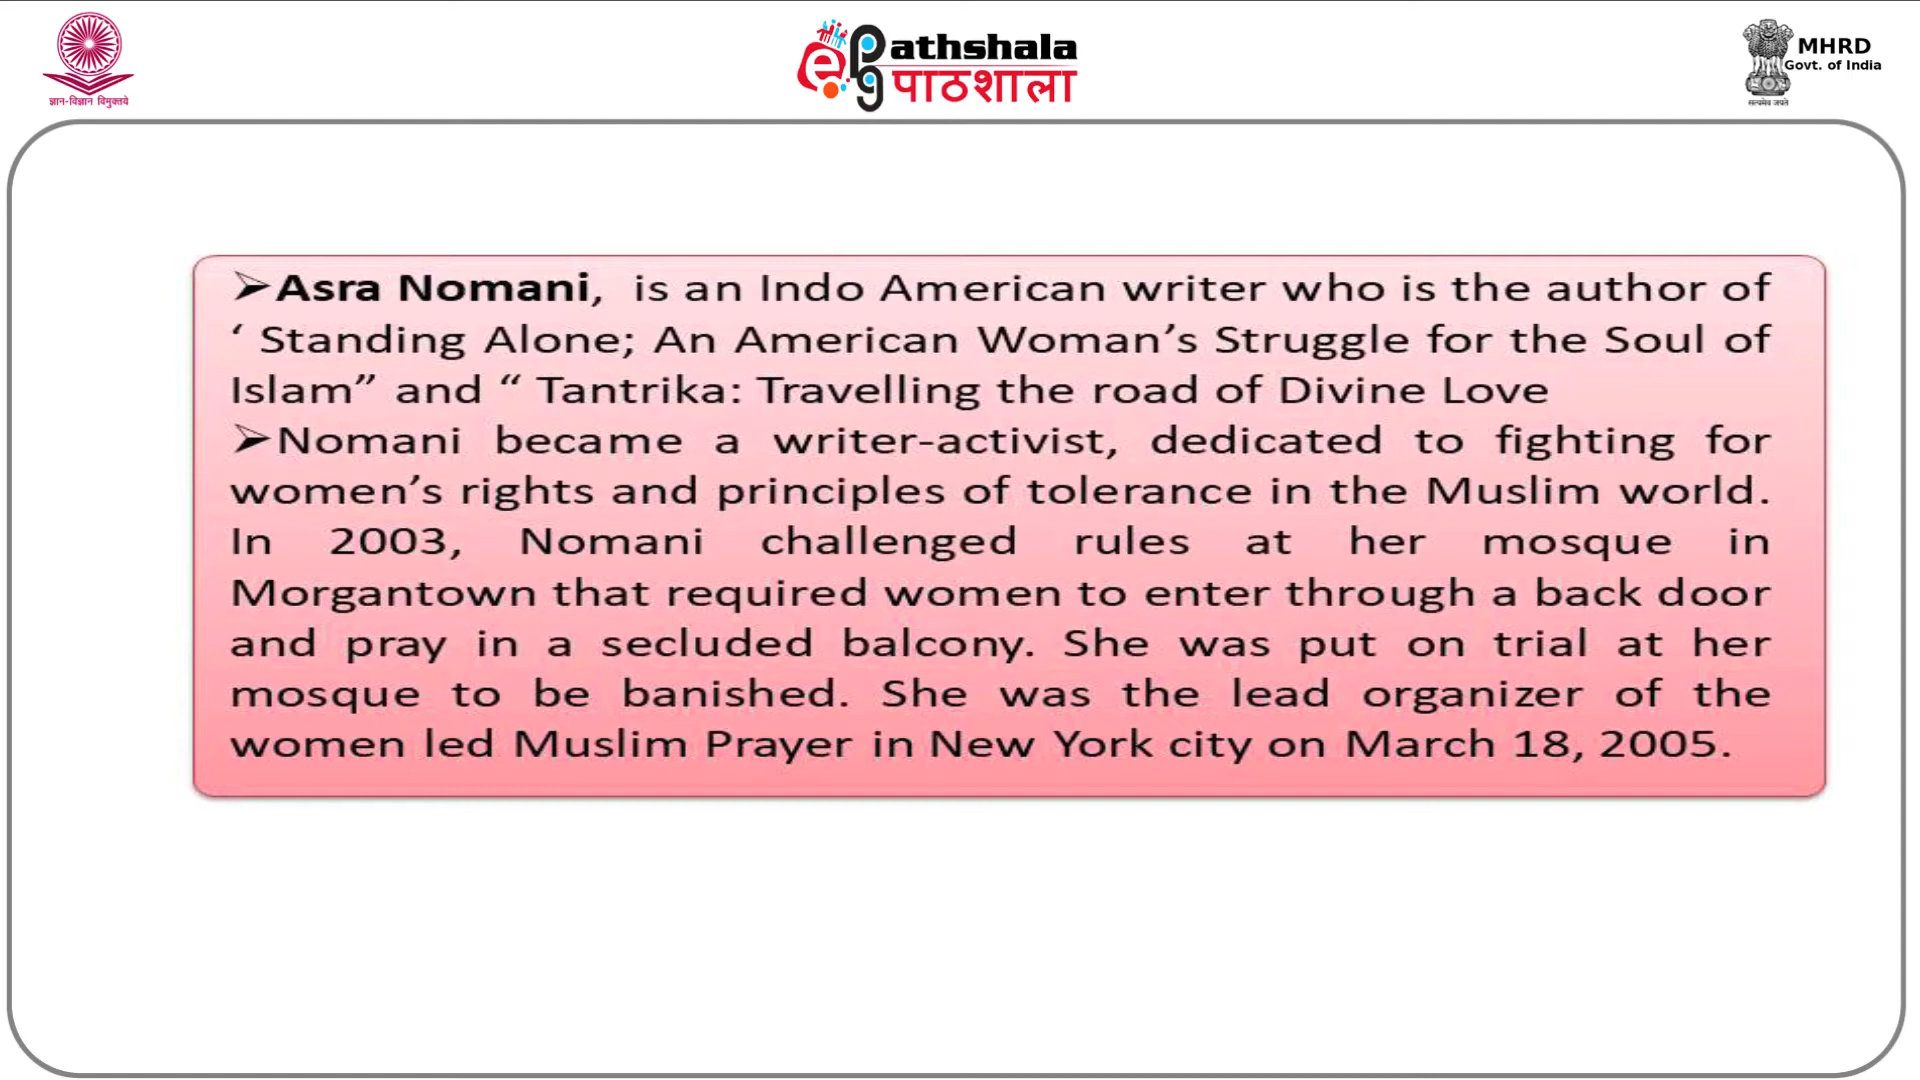 ज्ञान-विज्ञान विमुक्तये
ePathshala
पाठशाला
MHRD
Govt. of India
सत्यमेव जयते
➢Asra Nomani, is an Indo American writer who is the author of
‘ Standing Alone; An American Woman’s Struggle for the Soul of
Islam” and “ Tantrika: Travelling the road of Divine Love
➢Nomani became a writer-activist, dedicated to fighting for
women’s rights and principles of tolerance in the Muslim world.
In 2003, Nomani challenged rules at her mosque in
Morgantown that required women to enter through a back door
and pray in a secluded balcony. She was put on trial at her
mosque to be banished. She was the lead organizer of the
women led Muslim Prayer in New York city on March 18, 2005.